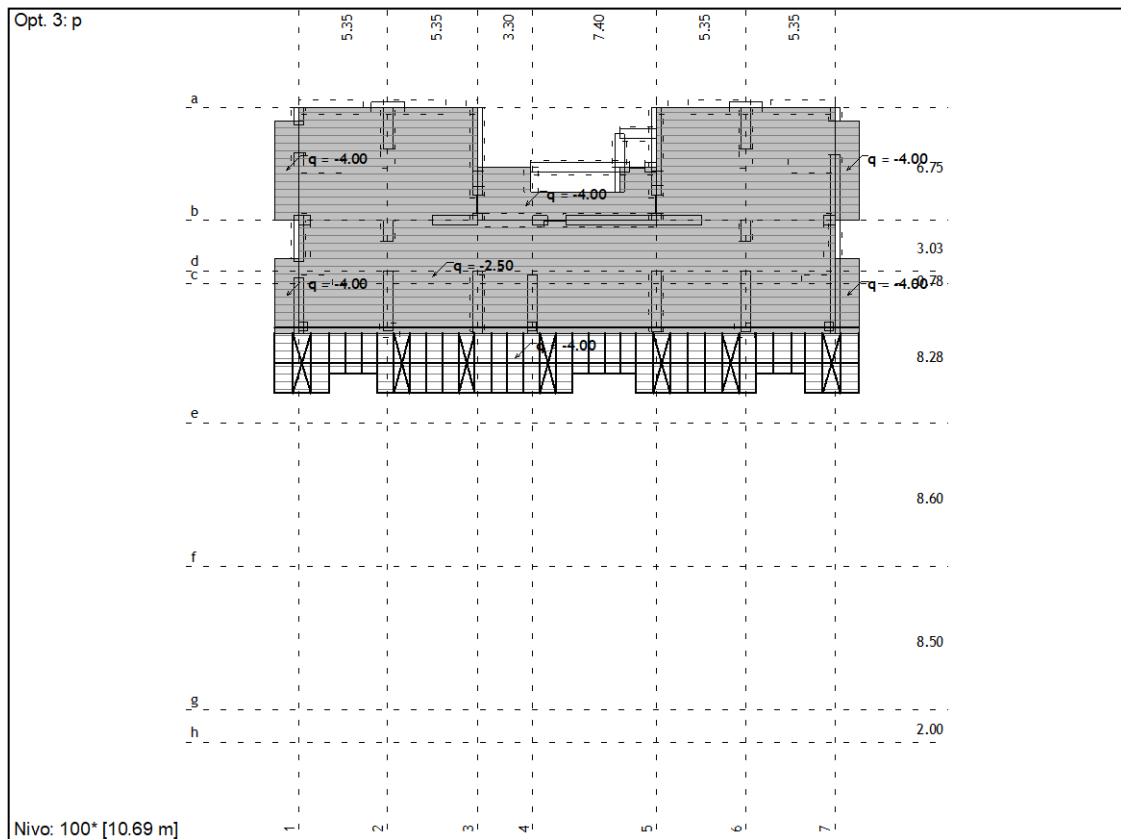 Opt. 3: p
5.35
5.35
3.30
7.40
5.35
5.35
a
q = -4.00
q = -4.00
6.75
q = -4.00
b
3.03
d
q = -2.50
c
q = -4.00
q = -4.00
0.78
q = -4.00
8.28
e
8.60
f
8.50
g
2.00
h
1
2
3
4
5
6
7
Nivo: 100* [10.69 m]